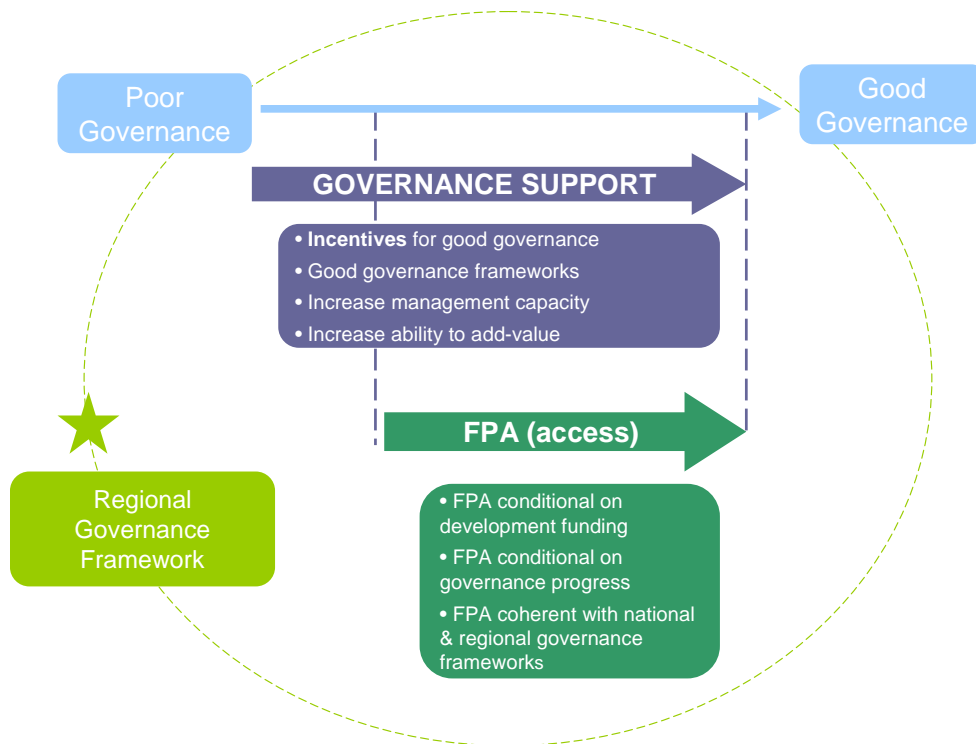 Poor
Governance
Good
Governance
GOVERNANCE SUPPORT
• Incentives for good governance
• Good governance frameworks
• Increase management capacity
• Increase ability to add-value
FPA (access)
• FPA conditional on
development funding
• FPA conditional on
governance progress
• FPA coherent with national
& regional governance
frameworks
Regional
Governance
Framework